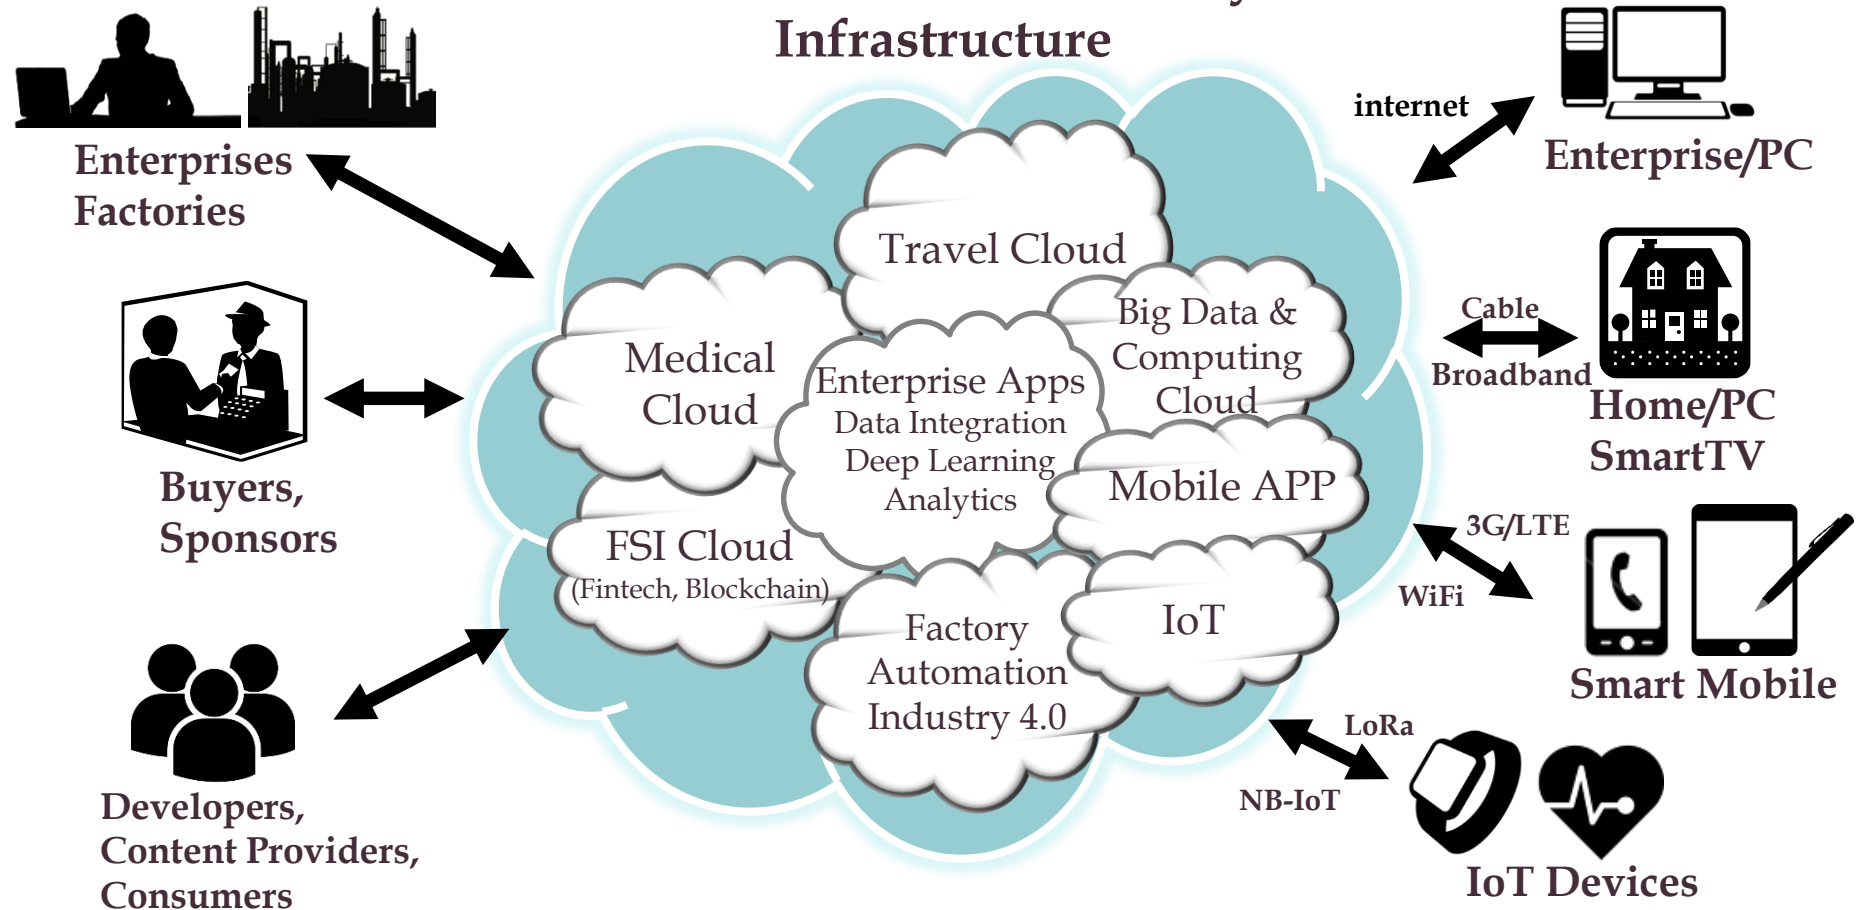 Infrastructure
Enterprises
Factories
Buyers,
Sponsors
Developers,
Content Providers,
Consumers
Travel Cloud
Medical
Cloud
Big Data &
Computing
Cloud
Enterprise Apps
Data Integration
Deep Learning
Analytics
Mobile APP
FSI Cloud
(Fintech, Blockchain)
IoT
Factory
Automation
Industry 4.0
internet
Enterprise/PC
Cable
Broadband
Home/PC
SmartTV
3G/LTE
WiFi
Smart Mobile
LoRa
NB-IoT
IoT Devices